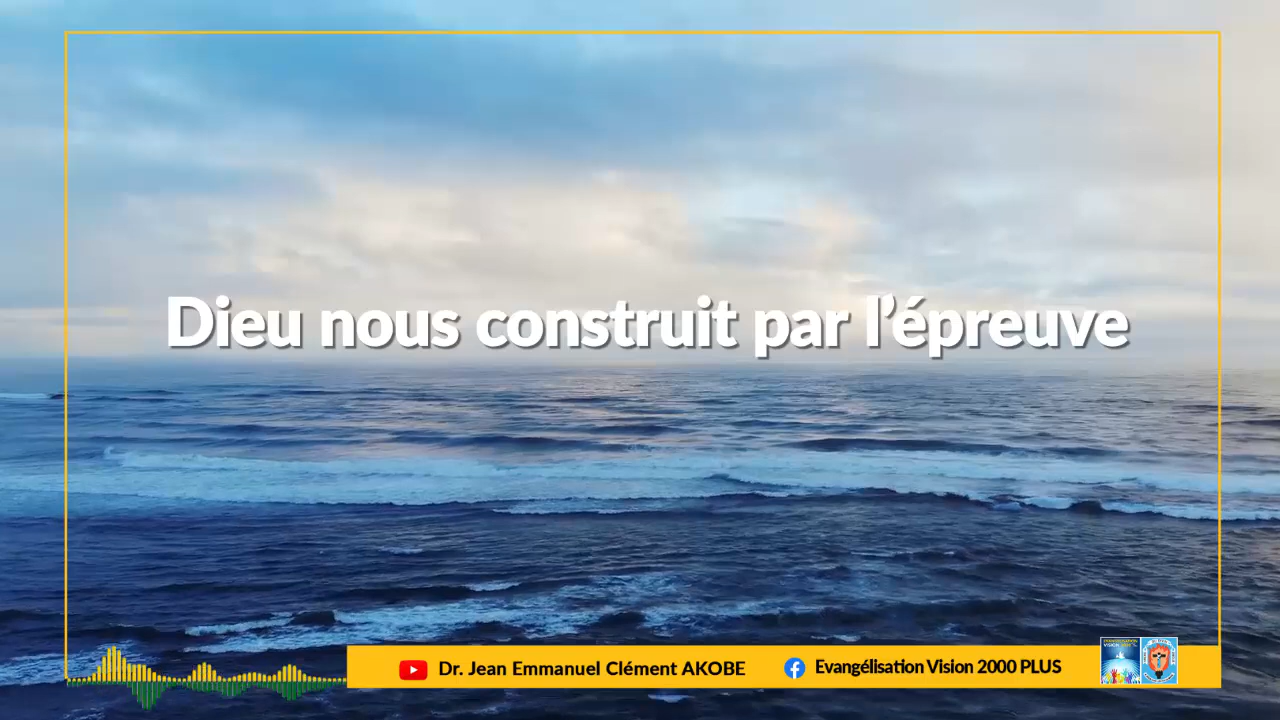 Dieu nous construit par l'épreuve
Dr. Jean Emmanuel Clément AKOBE
Evangélisation Vision 2000 PLUS